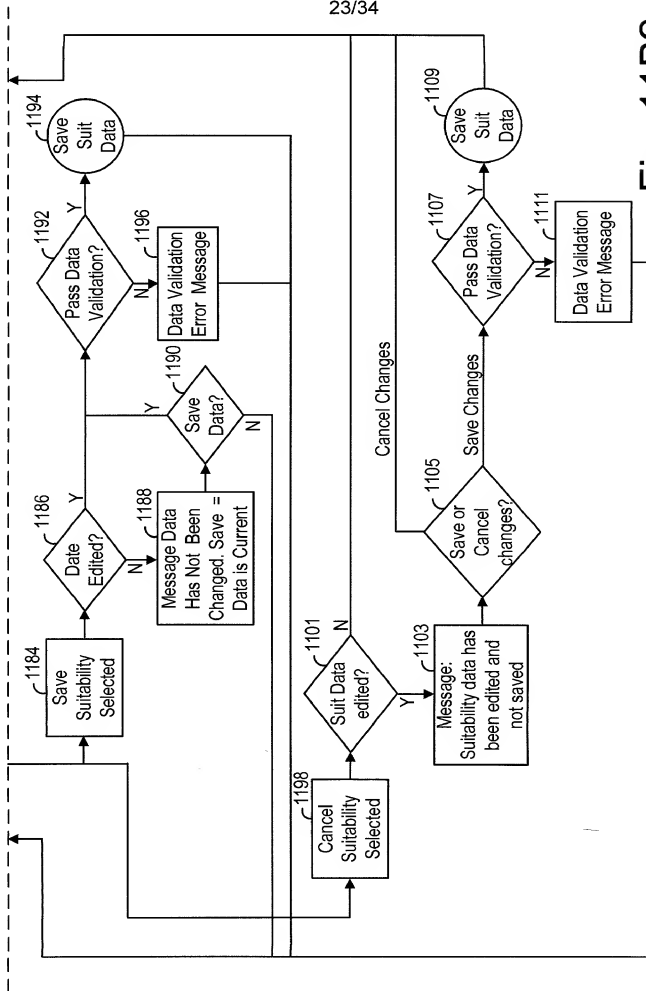 23/34
1184
Save
Suitability
Selected
1186
Date
Edited?
Y
N
1188
Message Data
Has Not Been
Changed. Save =
Data is Current
1190
Save
Data?
Y
N
1192
Pass Data
Validation?
Y
N
1194
Save
Suit
Data
1196
Data Validation
Error Message
1198
Cancel
Suitability
Selected
1101
Suit Data
edited?
N
Y
1103
Message:
Suitability data has
been edited and
not saved
1105
Save or
Cancel
changes?
Cancel Changes
Save Changes
1107
Pass Data
Validation?
Y
N
1109
Save
Suit
Data
1111
Data Validation
Error Message